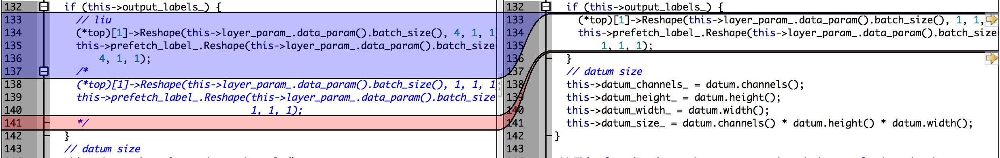 132 if (this->output_labels_) {
133 // liu
134 (*top)[1]->Reshape(this->layer_param_.data_param().batch_size(), 4, 1, 1
135 this->prefetch_label_.Reshape(this->layer_param_.data_param().batch_size(
136 4, 1, 1);
137 /*
138 (*top)[1]->Reshape(this->layer_param_.data_param().batch_size(), 1, 1, 1
139 this->prefetch_label_.Reshape(this->layer_param_.data_param().batch_size
140 1, 1, 1);
141 */
142 }
143 // datum size
132 if (this->output_labels_) {
133 (*top)[1]->Reshape(this->layer_param_.data_param().batch_size(), 1, 1,
134 this->prefetch_label_.Reshape(this->layer_param_.data_param().batch_size(
135 1, 1, 1);
136 }
137 // datum size
138 this->datum_channels_ = datum.channels();
139 this->datum_height_ = datum.height();
140 this->datum_width_ = datum.width();
141 this->datum_size_ = datum.channels() * datum.height() * datum.width();
142 }
143